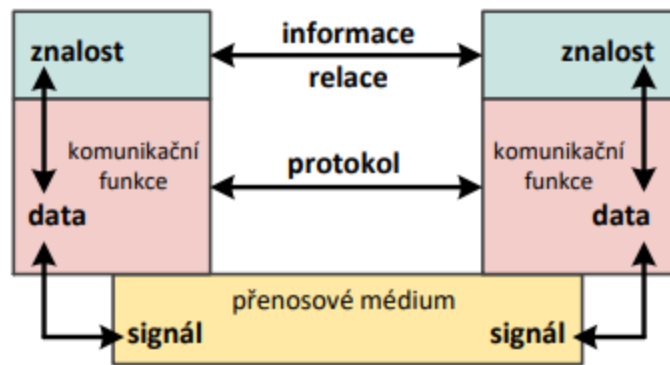 znalost
informace
relace
znalost
komunikační
funkce
protokol
komunikační
funkce
data
data
přenosové médium
signál
signál